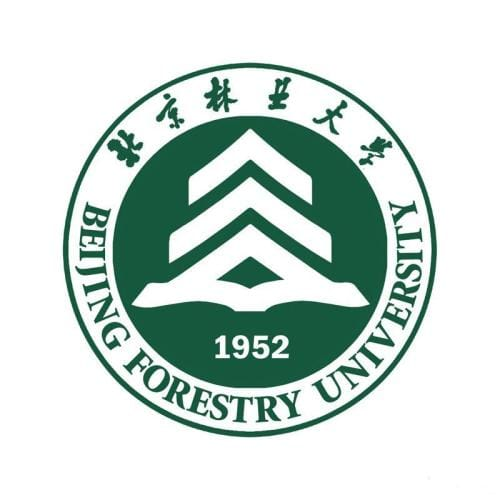 北京林业大学
1952
BEIJING FORESTRY UNIVERSITY